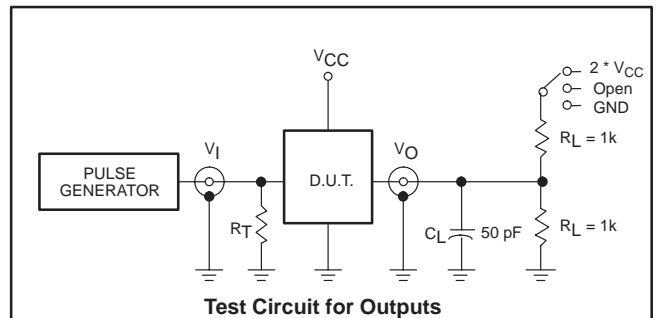 2 * VCC
Open
GND
VCC
RL = 1k
VI
VO
PULSE
GENERATOR
D.U.T.
RT
CL
50 pF
RL = 1k
Test Circuit for Outputs